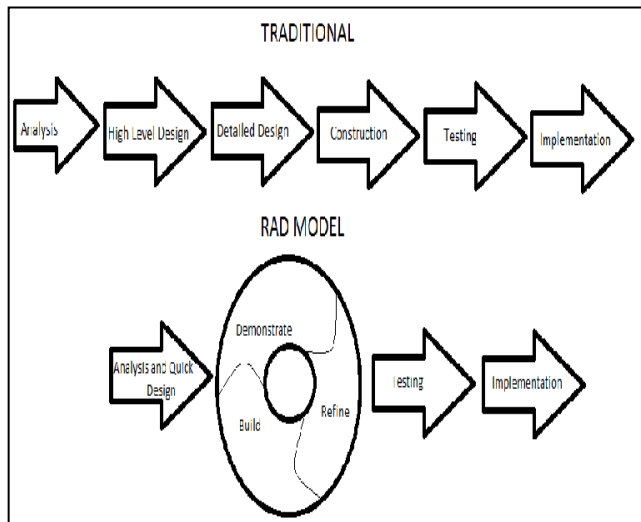 TRADITIONAL
Analysis
High Level Design
Detailed Design
Construction
Testing
Implementation
RAD MODEL
Analysis and Quick
Design
Demonstrate
Build
Refine
Testing
Implementation